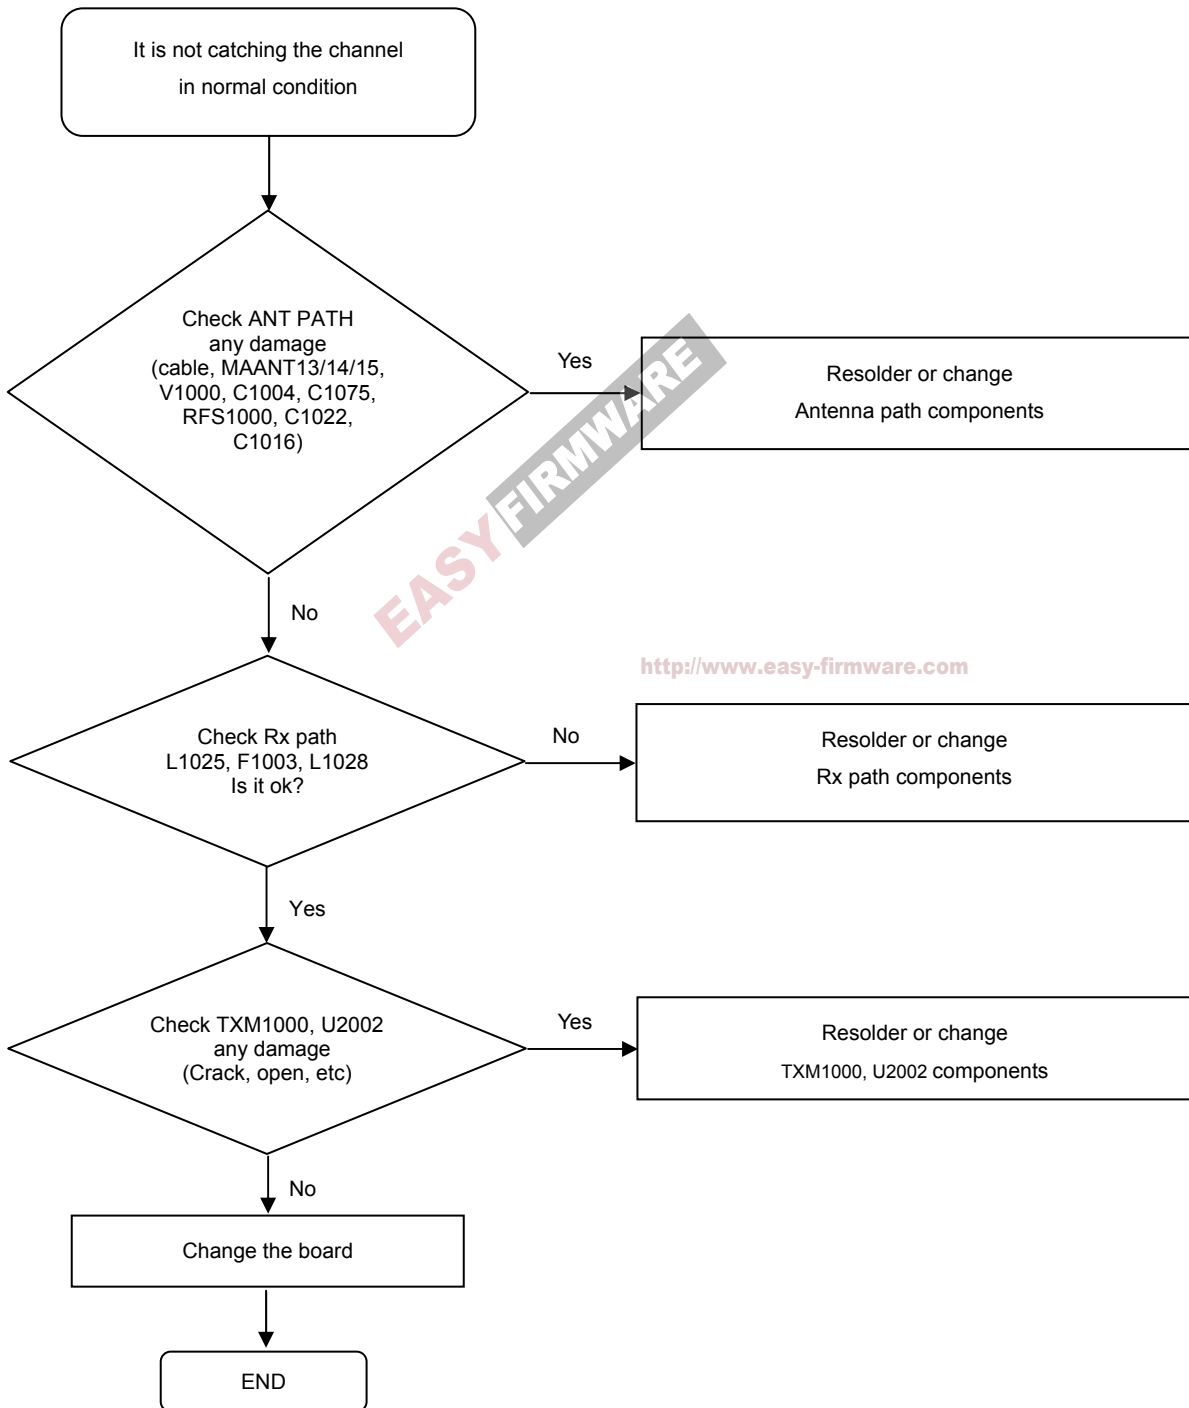 It is not catching the channel
in normal condition
Check ANT PATH
any damage
(cable, MAANT13/14/15,
V1000, C1004, C1075,
RFS1000, C1022,
C1016)
Yes
Resolder or change
Antenna path components
EASY FIRMWARE
No
http://www.easy-firmware.com
Check Rx path
L1025, F1003, L1028
Is it ok?
No
Resolder or change
Rx path components
Yes
Check TXM1000, U2002
any damage
(Crack, open, etc)
Yes
Resolder or change
TXM1000, U2002 components
No
Change the board
END